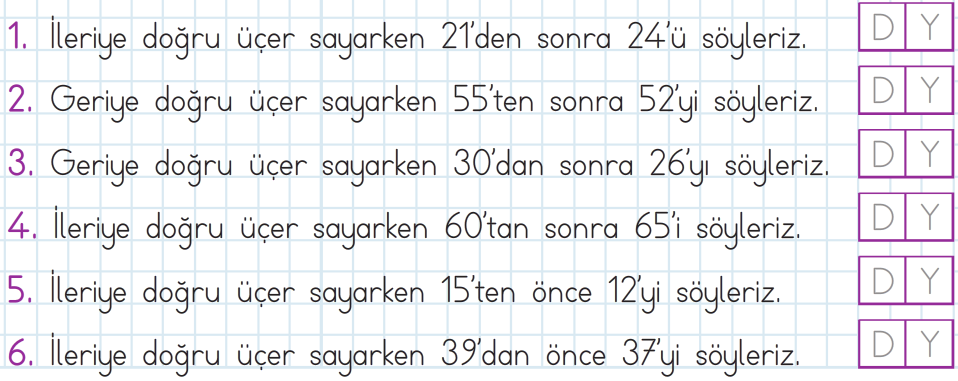 1. İleriye doğru üçer sayarken 21'den sonra 24'ü söyleriz. D Y
2. Geriye doğru üçer sayarken 55'ten sonra 52'yi söyleriz. D Y
3. Geriye doğru üçer sayarken 30'dan sonra 26'yı söyleriz. D Y
4. İleriye doğru üçer sayarken 60'tan sonra 65'i söyleriz. D Y
5. İleriye doğru üçer sayarken 15'ten önce 12'yi söyleriz. D Y
6. İleriye doğru üçer sayarken 39'dan önce 37'yi söyleriz. D Y